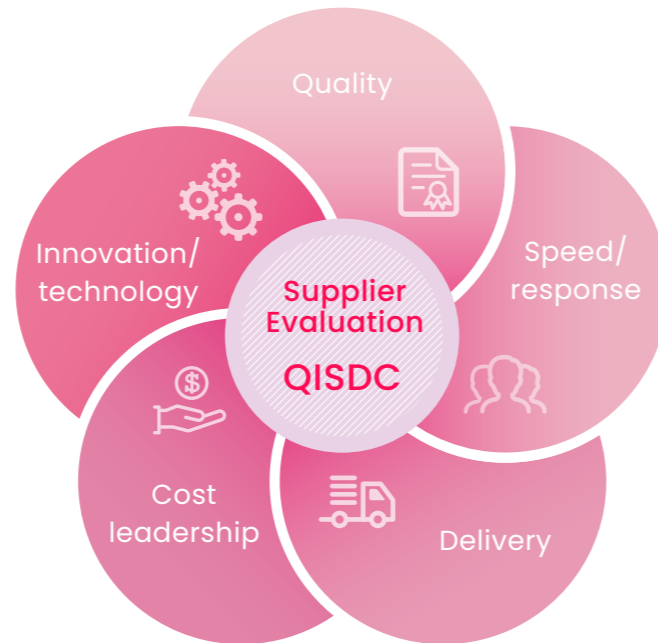 Quality
Innovation/
technology
Speed/
response
Supplier
Evaluation
QISDC
$
Cost
leadership
Delivery